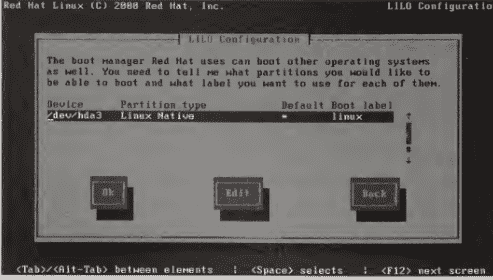 Red Hat Linux (C) 2000 Red Hat, Inc. LILO Configuratio
LILO Configuration
The boot manager Red Hat uses can boot other operating systems
as well. You need to tell me what partitions you would like to
be able to boot and what label you want to use for each of them.
Device Partition type Default Boot label
/dev/hda3 Linux Native * linux
Ok Edit Back
<Tab>/<Alt-Tab> between elements | <Space> selects | <F12> next screen